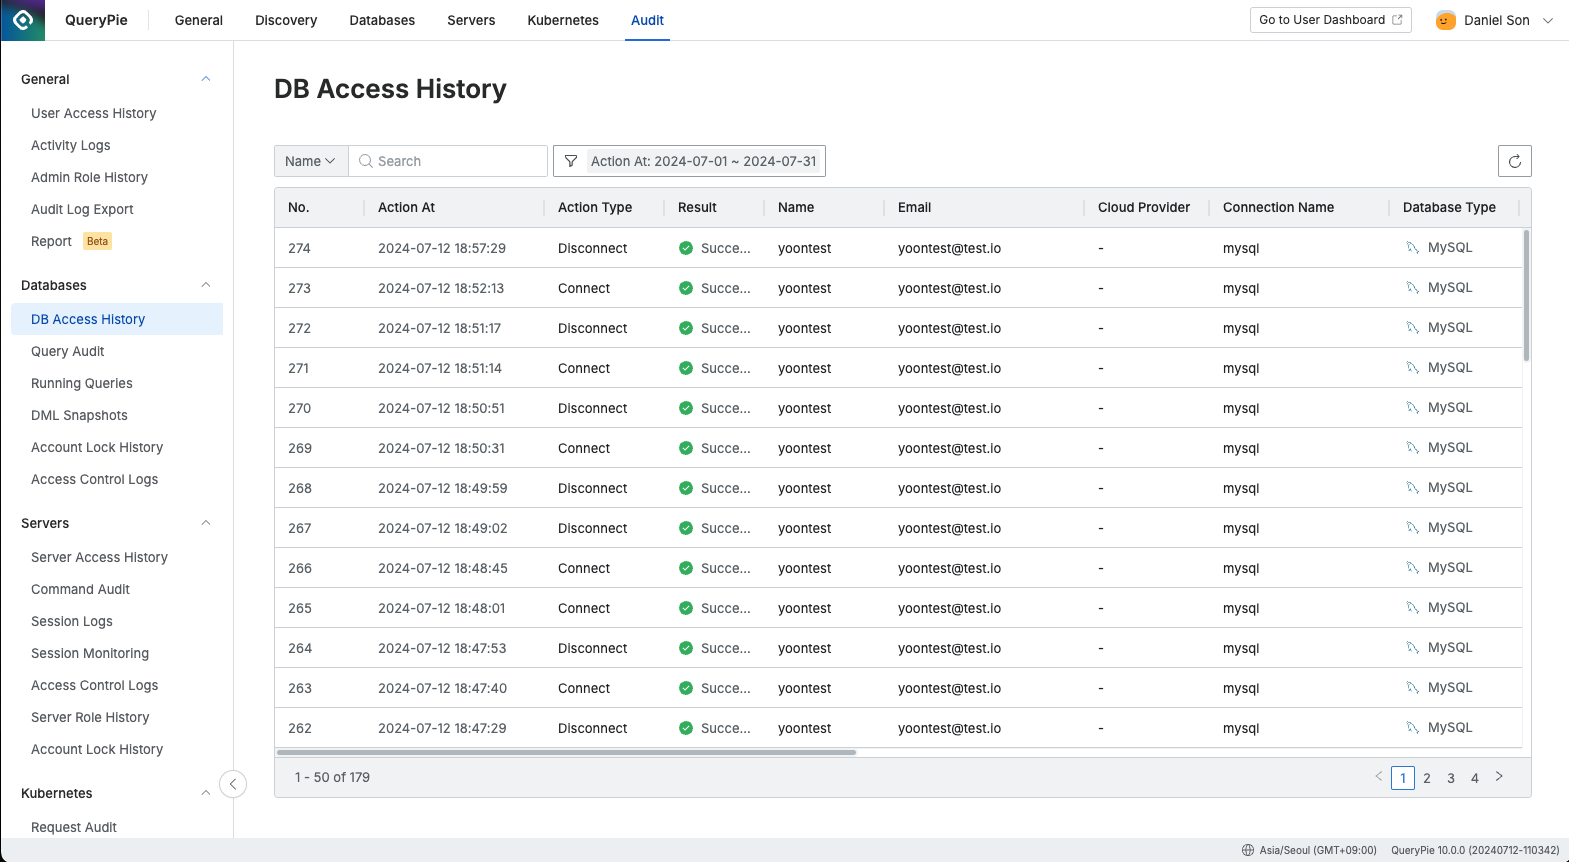 QueryPie General Discovery Databases Servers Kubernetes Audit Go to User Dashboard Daniel Son
General
User Access History
Activity Logs
Admin Role History
Audit Log Export
Report Beta
Databases
DB Access History
Query Audit
Running Queries
DML Snapshots
Account Lock History
Access Control Logs
Servers
Server Access History
Command Audit
Session Logs
Session Monitoring
Access Control Logs
Server Role History
Account Lock History
Kubernetes
Request Audit
DB Access History
Name Search Action At: 2024-07-01 ~ 2024-07-31
No. Action At Action Type Result Name Email Cloud Provider Connection Name Database Type
274 2024-07-12 18:57:29 Disconnect Succe... yoontest yoontest@test.io - mysql MySQL
273 2024-07-12 18:52:13 Connect Succe... yoontest yoontest@test.io - mysql MySQL
272 2024-07-12 18:51:17 Disconnect Succe... yoontest yoontest@test.io - mysql MySQL
271 2024-07-12 18:51:14 Connect Succe... yoontest yoontest@test.io - mysql MySQL
270 2024-07-12 18:50:51 Disconnect Succe... yoontest yoontest@test.io - mysql MySQL
269 2024-07-12 18:50:31 Connect Succe... yoontest yoontest@test.io - mysql MySQL
268 2024-07-12 18:49:59 Disconnect Succe... yoontest yoontest@test.io - mysql MySQL
267 2024-07-12 18:49:02 Disconnect Succe... yoontest yoontest@test.io - mysql MySQL
266 2024-07-12 18:48:45 Connect Succe... yoontest yoontest@test.io - mysql MySQL
265 2024-07-12 18:48:01 Connect Succe... yoontest yoontest@test.io - mysql MySQL
264 2024-07-12 18:47:53 Disconnect Succe... yoontest yoontest@test.io - mysql MySQL
263 2024-07-12 18:47:40 Connect Succe... yoontest yoontest@test.io - mysql MySQL
262 2024-07-12 18:47:29 Disconnect Succe... yoontest yoontest@test.io - mysql MySQL
1 - 50 of 179 1 2 3 4
Asia/Seoul (GMT+09:00) QueryPie 10.0.0 (20240712-110342)